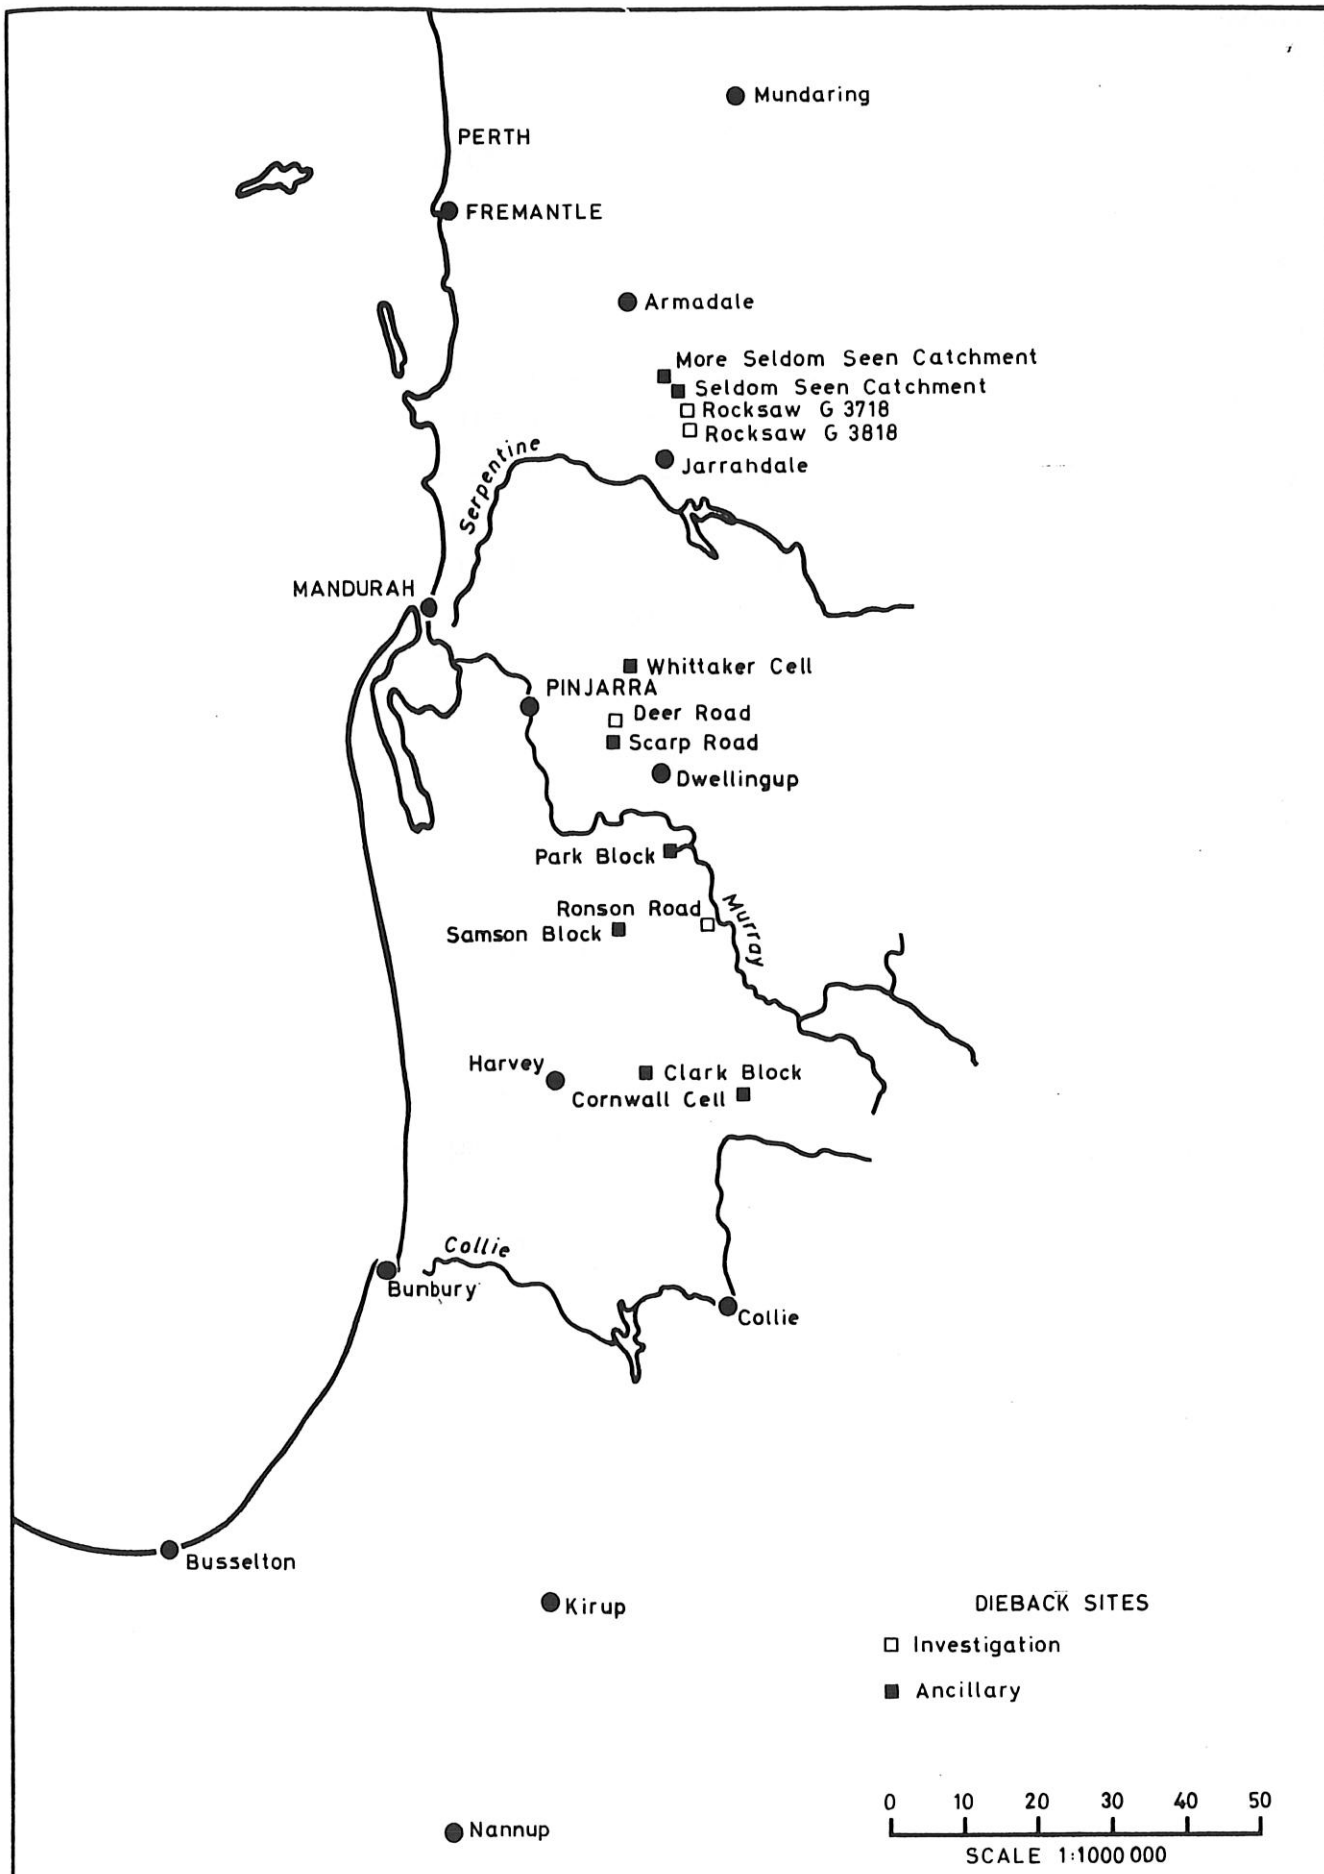 Mundaring
PERTH
FREMANTLE
Armadale
More Seldom Seen Catchment
Seldom Seen Catchment
Rocksaw G 3718
Rocksaw G 3818
Serpentine
Jarrahdale
MANDURAH
Whittaker Cell
PINJARRA
Deer Road
Scarp Road
Dwellingup
Park Block
Ronson Road
Murray
Samson Block
Harvey
Clark Block
Cornwall Cell
Collie
Bunbury
Collie
Busselton
Kirup
DIEBACK SITES
Investigation
Ancillary
0 10 20 30 40 50
Nannup
SCALE 1:1000 000